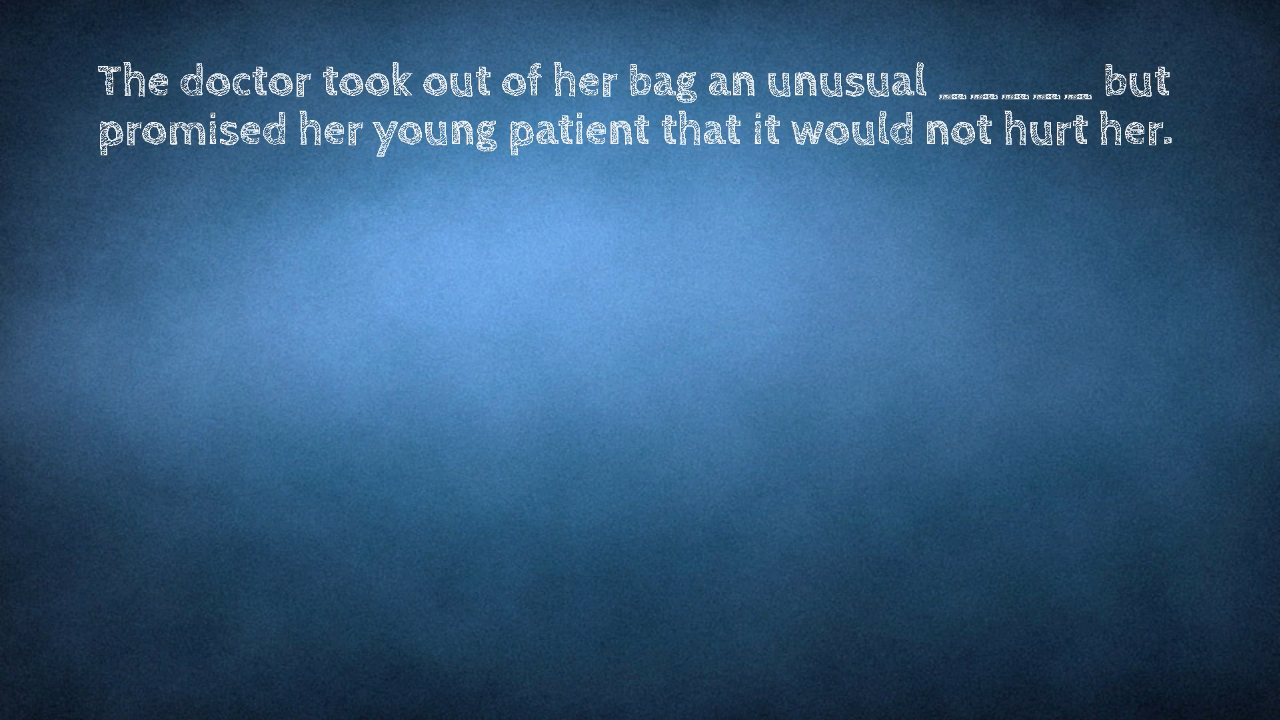 The doctor took out of her bag an unusual _____ but
promised her young patient that it would not hurt her.